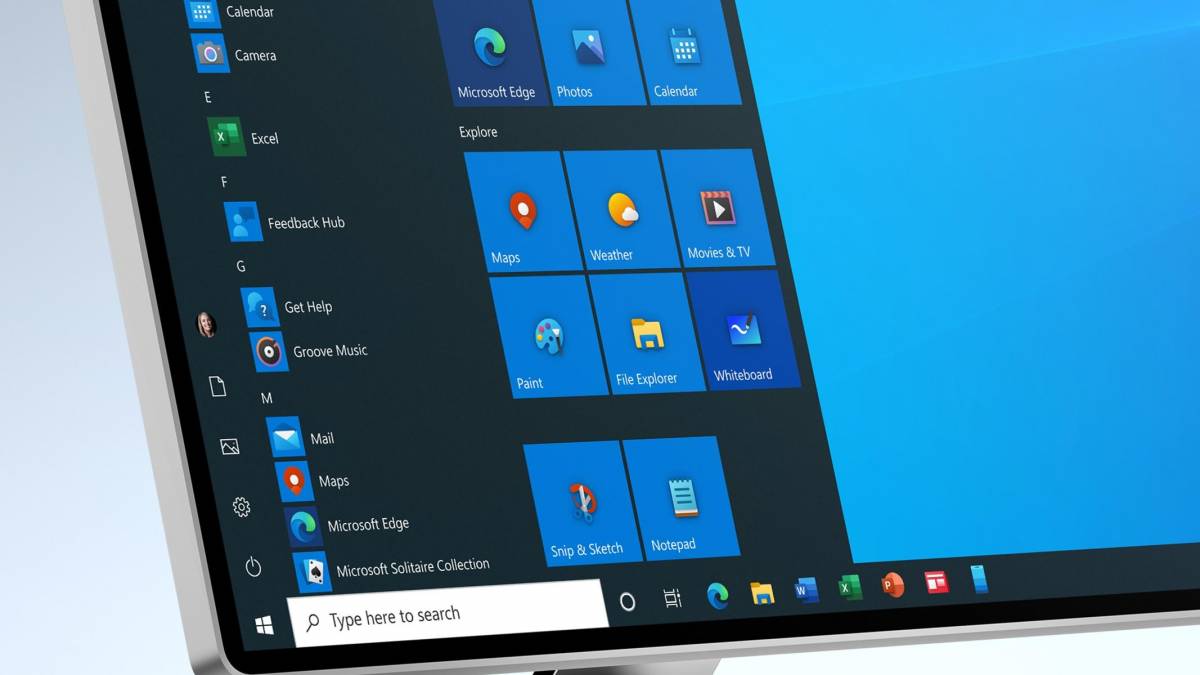 Calendar
Camera
E
Excel
F
Feedback Hub
G
Get Help
Groove Music
M
Mail
Maps
Microsoft Edge
Microsoft Solitaire Collection
Microsoft Edge
Photos
Calendar
Explore
Maps
Weather
Movies & TV
Paint
File Explorer
Whiteboard
Snip & Sketch
Notepad
Type here to search